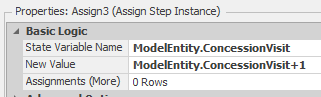 Properties: Assign3 (Assign Step Instance)
Basic Logic
State Variable Name ModelEntity.ConcessionVisit
New Value ModelEntity.ConcessionVisit+1
Assignments (More) 0 Rows